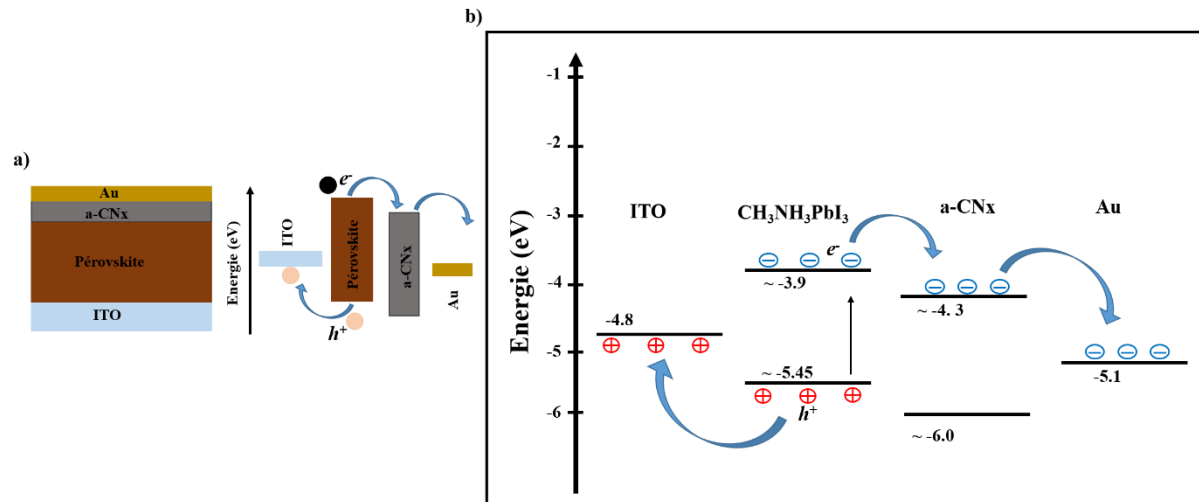 a)
Au
a-CNx
Pérovskite
ITO
Energie (eV)
ITO
e-
Pérovskite
a-CNx
Au
h+
b)
Energie (eV)
-1
-2
-3
-4
-5
-6
ITO
CH3NH3PbI3
a-CNx
Au
e-
~ -3.9
~ -4. 3
-4.8
~ -5.45
-5.1
h+
~ -6.0